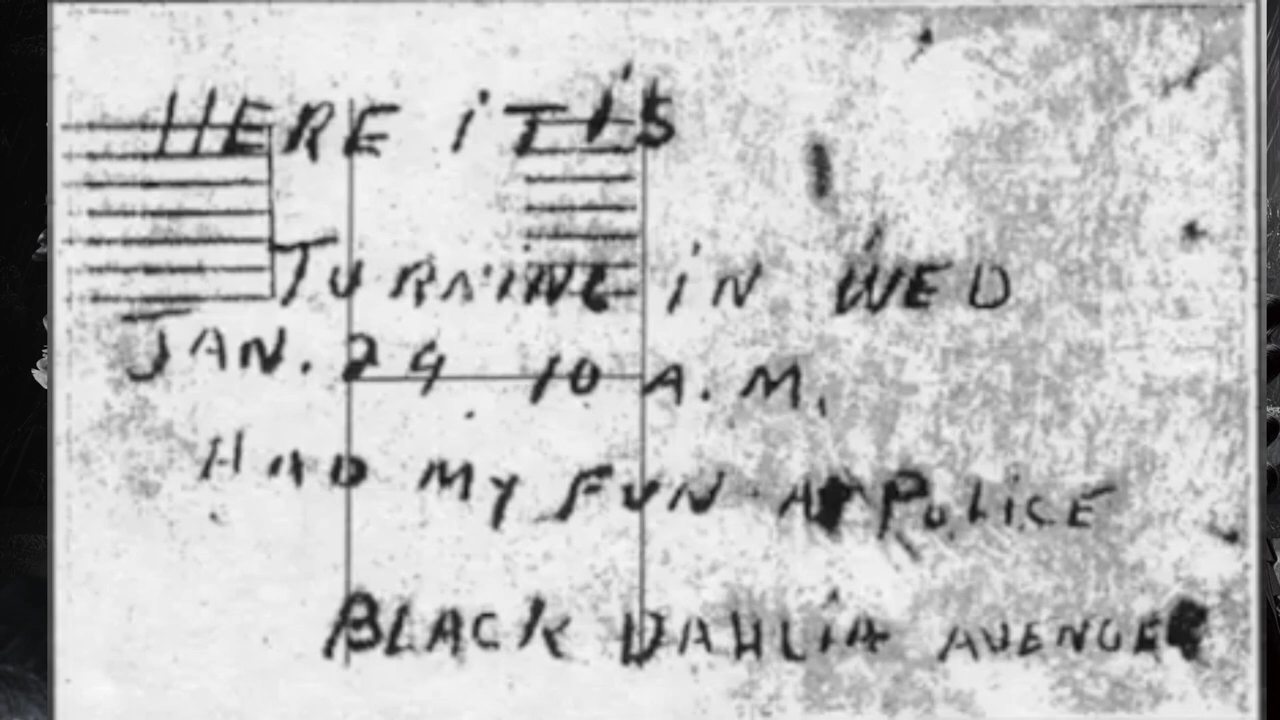 HERE iT iS
TURNiNG iN WED
JAN. 29 10 A.M.
HAD MY FUN AT POLiCE
BLACK DAHLiA AVENGER